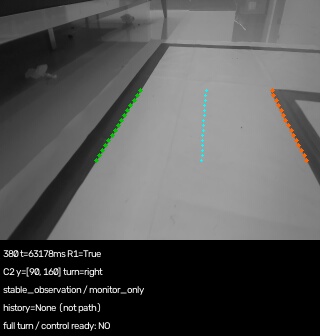 380 t=63178ms R1=True
C2 y=[90, 160] turn=right
stable_observation / monitor_only
history=None (not path)
full turn / control ready: NO